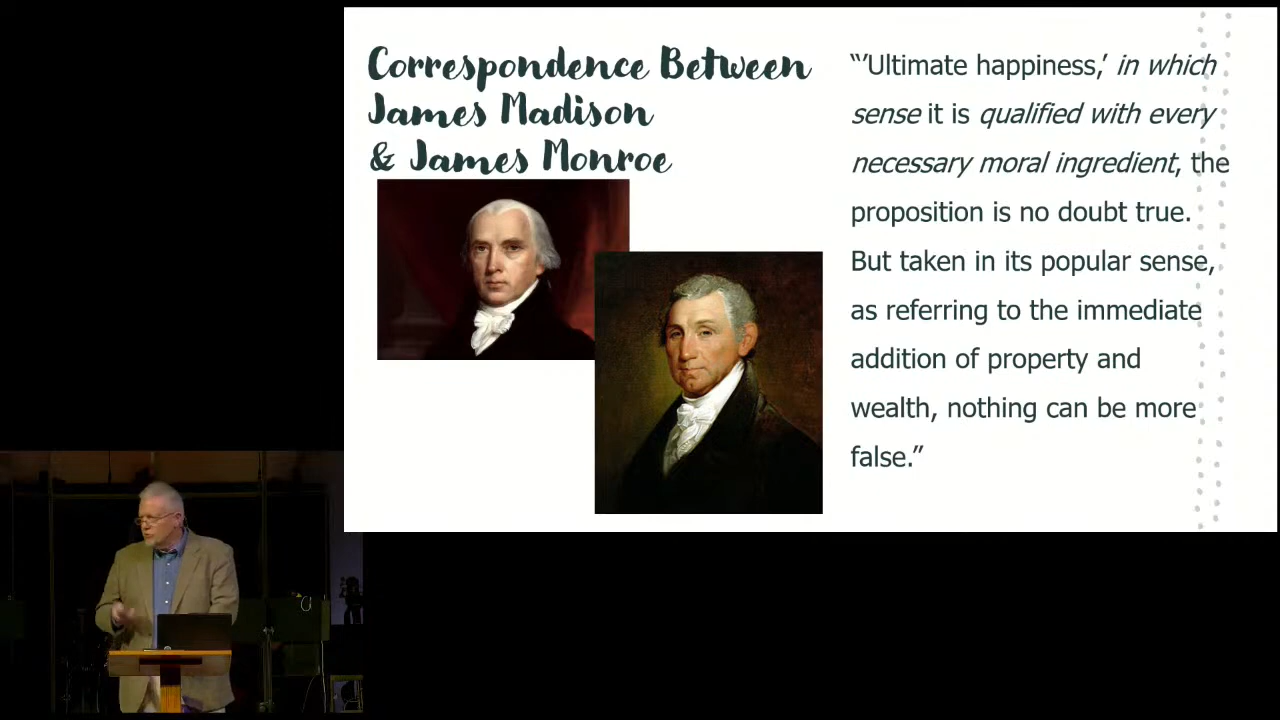 Correspondence Between
James Madison
& James Monroe
“’Ultimate happiness,’ in which
sense it is qualified with every
necessary moral ingredient, the
proposition is no doubt true.
But taken in its popular sense,
as referring to the immediate
addition of property and
wealth, nothing can be more
false.”